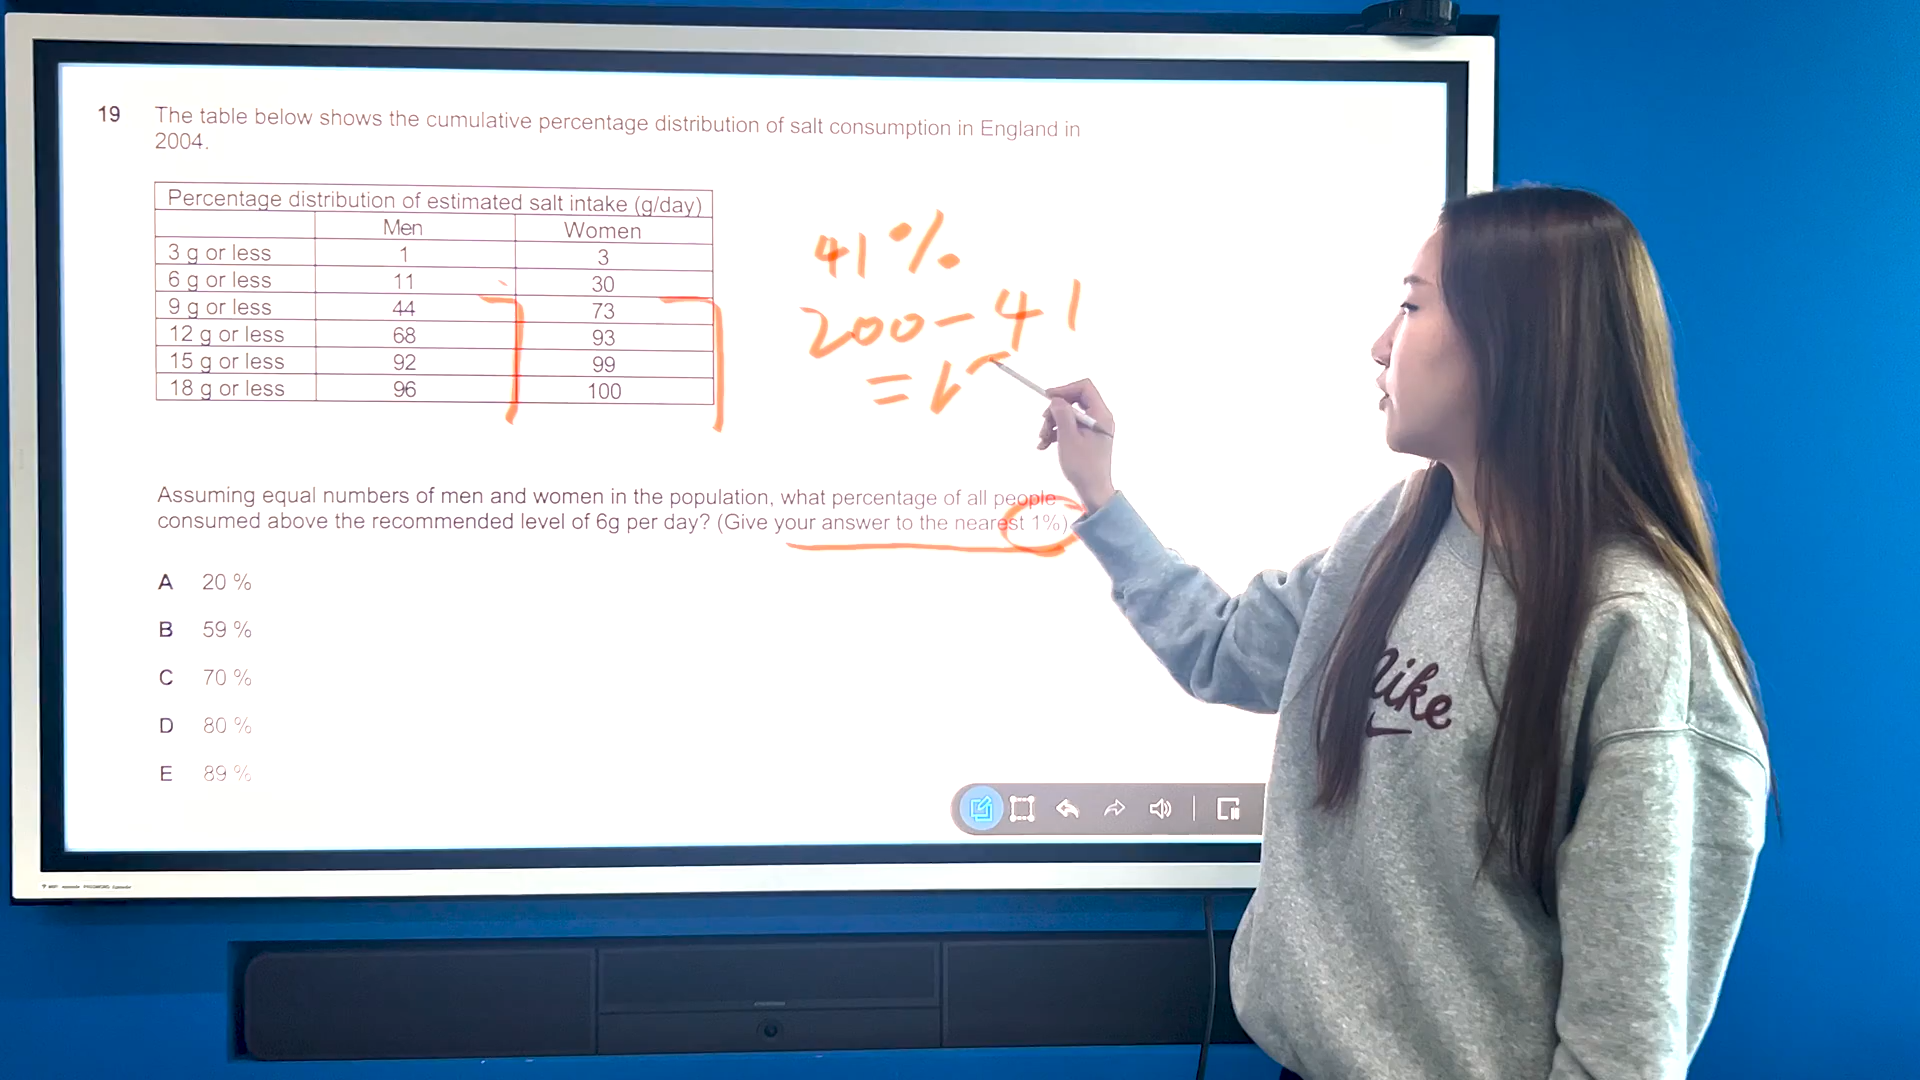 19 The table below shows the cumulative percentage distribution of salt consumption in England in
2004.
Percentage distribution of estimated salt intake (g/day)
Men Women
3 g or less 1 3
6 g or less 11 30
9 g or less 44 73
12 g or less 68 93
15 g or less 92 99
18 g or less 96 100
41%
200-41
=1
Assuming equal numbers of men and women in the population, what percentage of all people
consumed above the recommended level of 6g per day? (Give your answer to the nearest 1%)
A 20 %
B 59 %
C 70 %
D 80 %
E 89 %
Nike